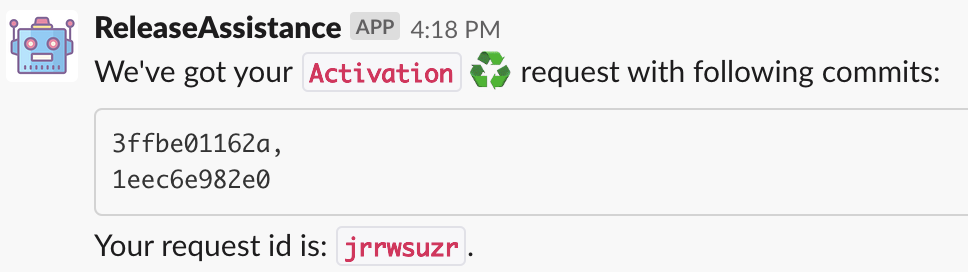 ReleaseAssistance APP 4:18 PM
We've got your Activation ♻️ request with following commits:
3ffbe01162a,
1eec6e982e0
Your request id is: jrrwsuzr.